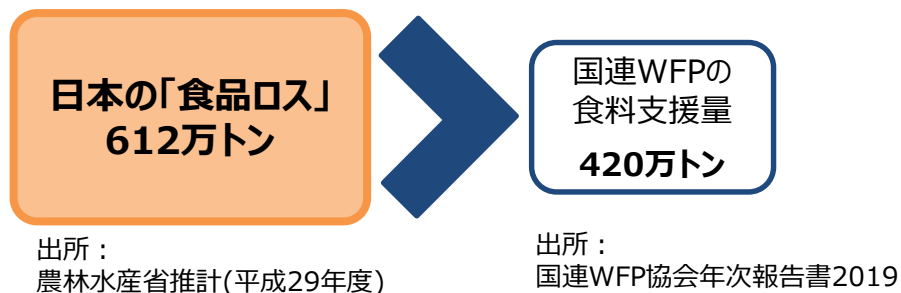 日本の「食品ロス」
612万トン
国連WFPの
食料支援量
420万トン
出所：
農林水産省推計(平成29年度)
出所：
国連WFP協会年次報告書2019